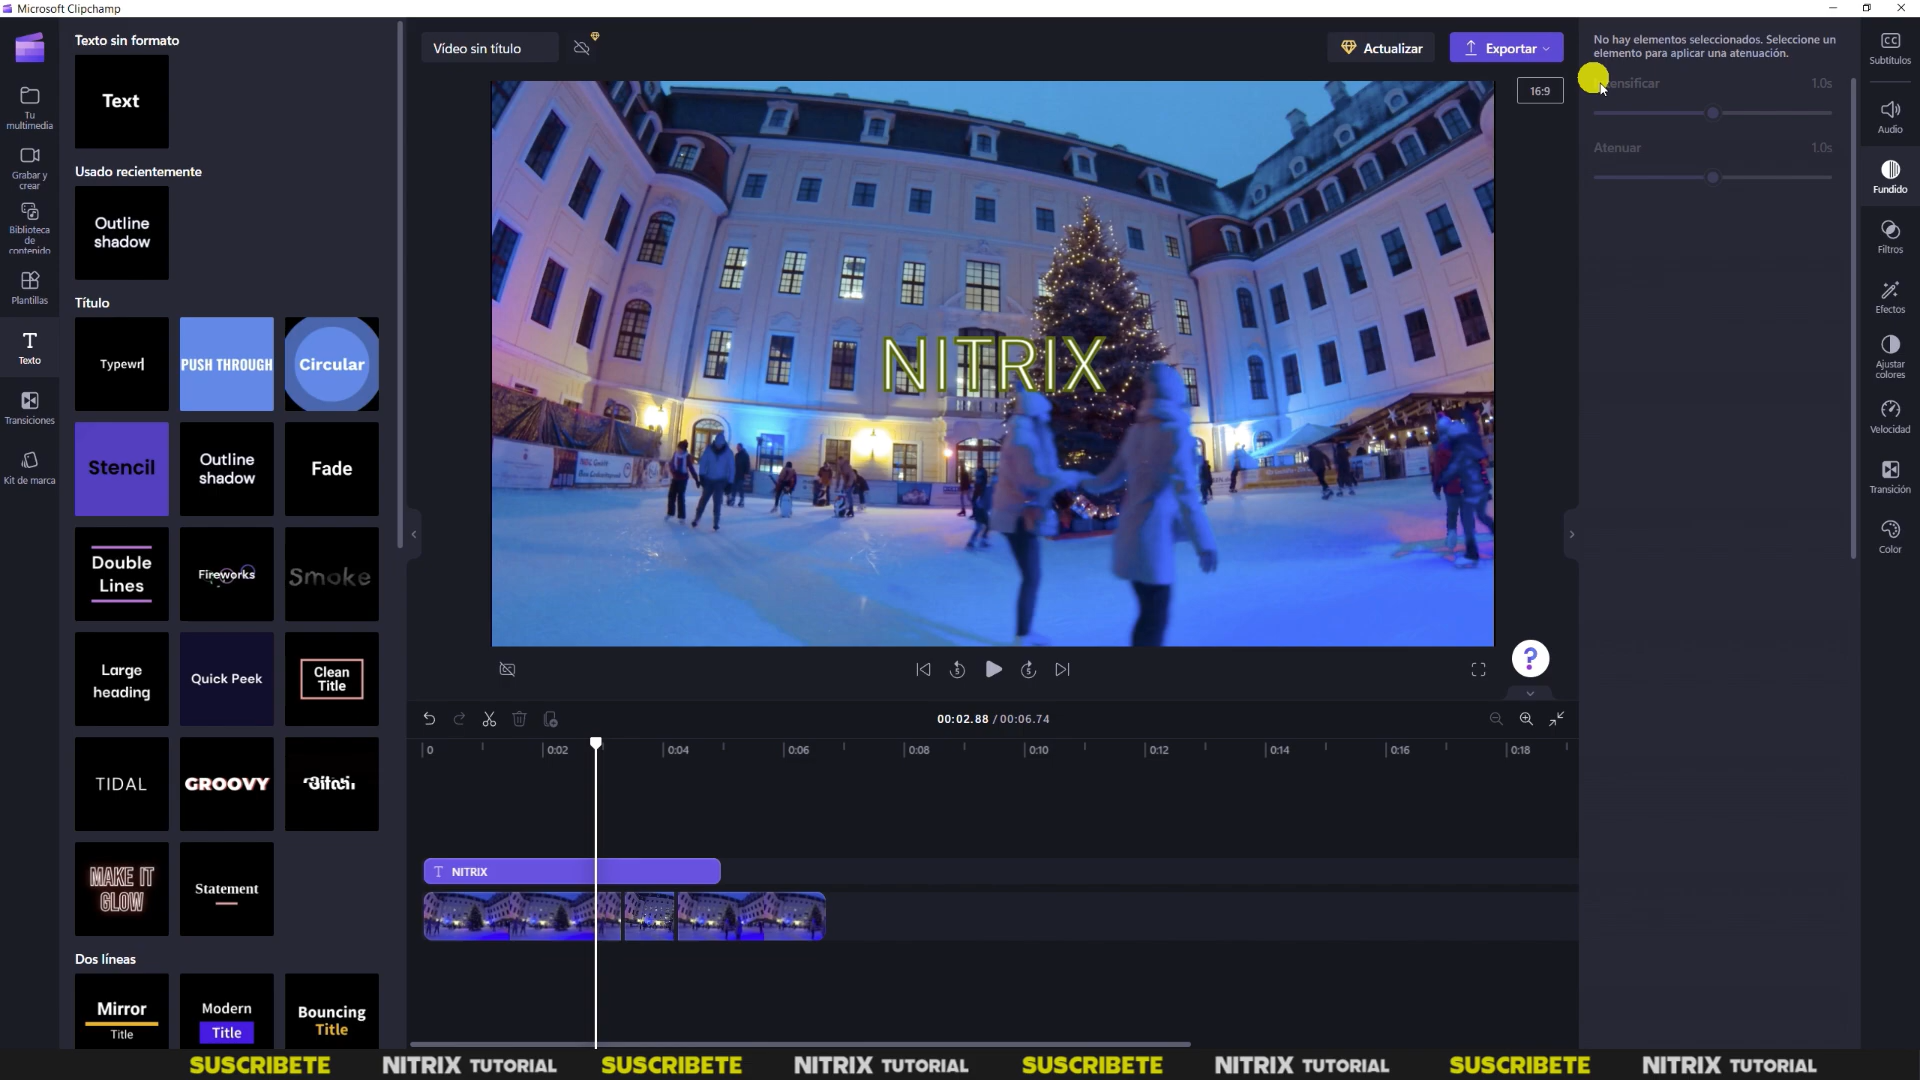 Microsoft Clipchamp
Texto sin formato
Text
Usado recientemente
Outline
shadow
Título
Typewr
PUSH THROUGH
Circular
Stencil
Outline
shadow
Fade
Double
Lines
Fireworks
Smoke
Large
heading
Quick Peek
Clean
Title
TIDAL
GROOVY
MAKE IT
GLOW
Statement
Dos líneas
Mirror
Title
Modern
Title
Bouncing
Title
Tu
multimedia
Grabar y
crear
Biblioteca
de
contenido
Plantillas
Texto
Transiciones
Kit de marca
Vídeo sin título
Actualizar
Exportar
16:9
NITRIX
?
00:02.88 / 00:06.74
0
0:02
0:04
0:06
0:08
0:10
0:12
0:14
0:16
0:18
T NITRIX
No hay elementos seleccionados. Seleccione un
elemento para aplicar una atenuación.
ensificar 1.0s
Atenuar 1.0s
CC
Subtítulos
Audio
Fundido
Filtros
Efectos
Ajustar
colores
Velocidad
Transición
Color
SUSCRIBETE NITRIX TUTORIAL SUSCRIBETE NITRIX TUTORIAL SUSCRIBETE NITRIX TUTORIAL SUSCRIBETE NITRIX TUTORIAL